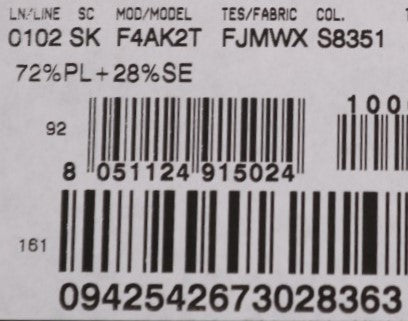 LN/LINE SC MOD/MODEL TES/FABRIC COL.
0102 SK F4AK2T FJMWX S8351
72%PL+28%SE
100
92
8 051124 915024
161
0942542673028363